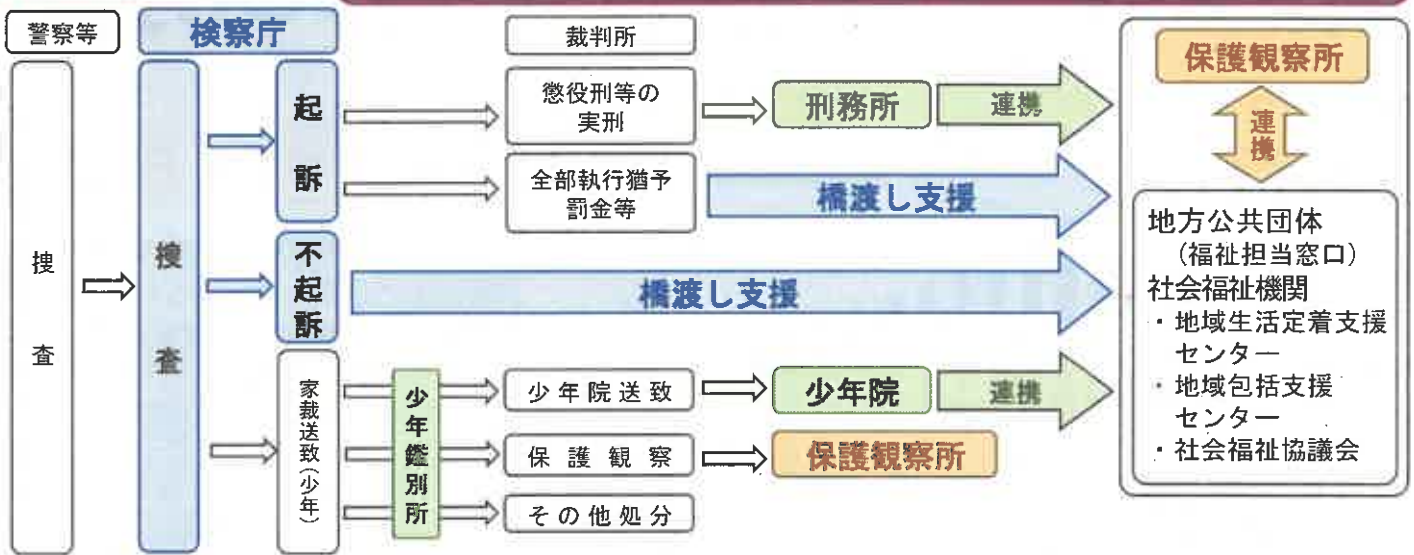 警察等
検察庁
裁判所
捜査
捜査
起訴
不起訴
家裁送致(少年)
少年鑑別所
懲役刑等の
実刑
全部執行猶予
罰金等
少年院送致
保護観察
その他処分
刑務所
少年院
保護観察所
連携
橋渡し支援
橋渡し支援
連携
保護観察所
連携
地方公共団体
(福祉担当窓口)
社会福祉機関
・地域生活定着支援
センター
・地域包括支援
センター
・社会福祉協議会